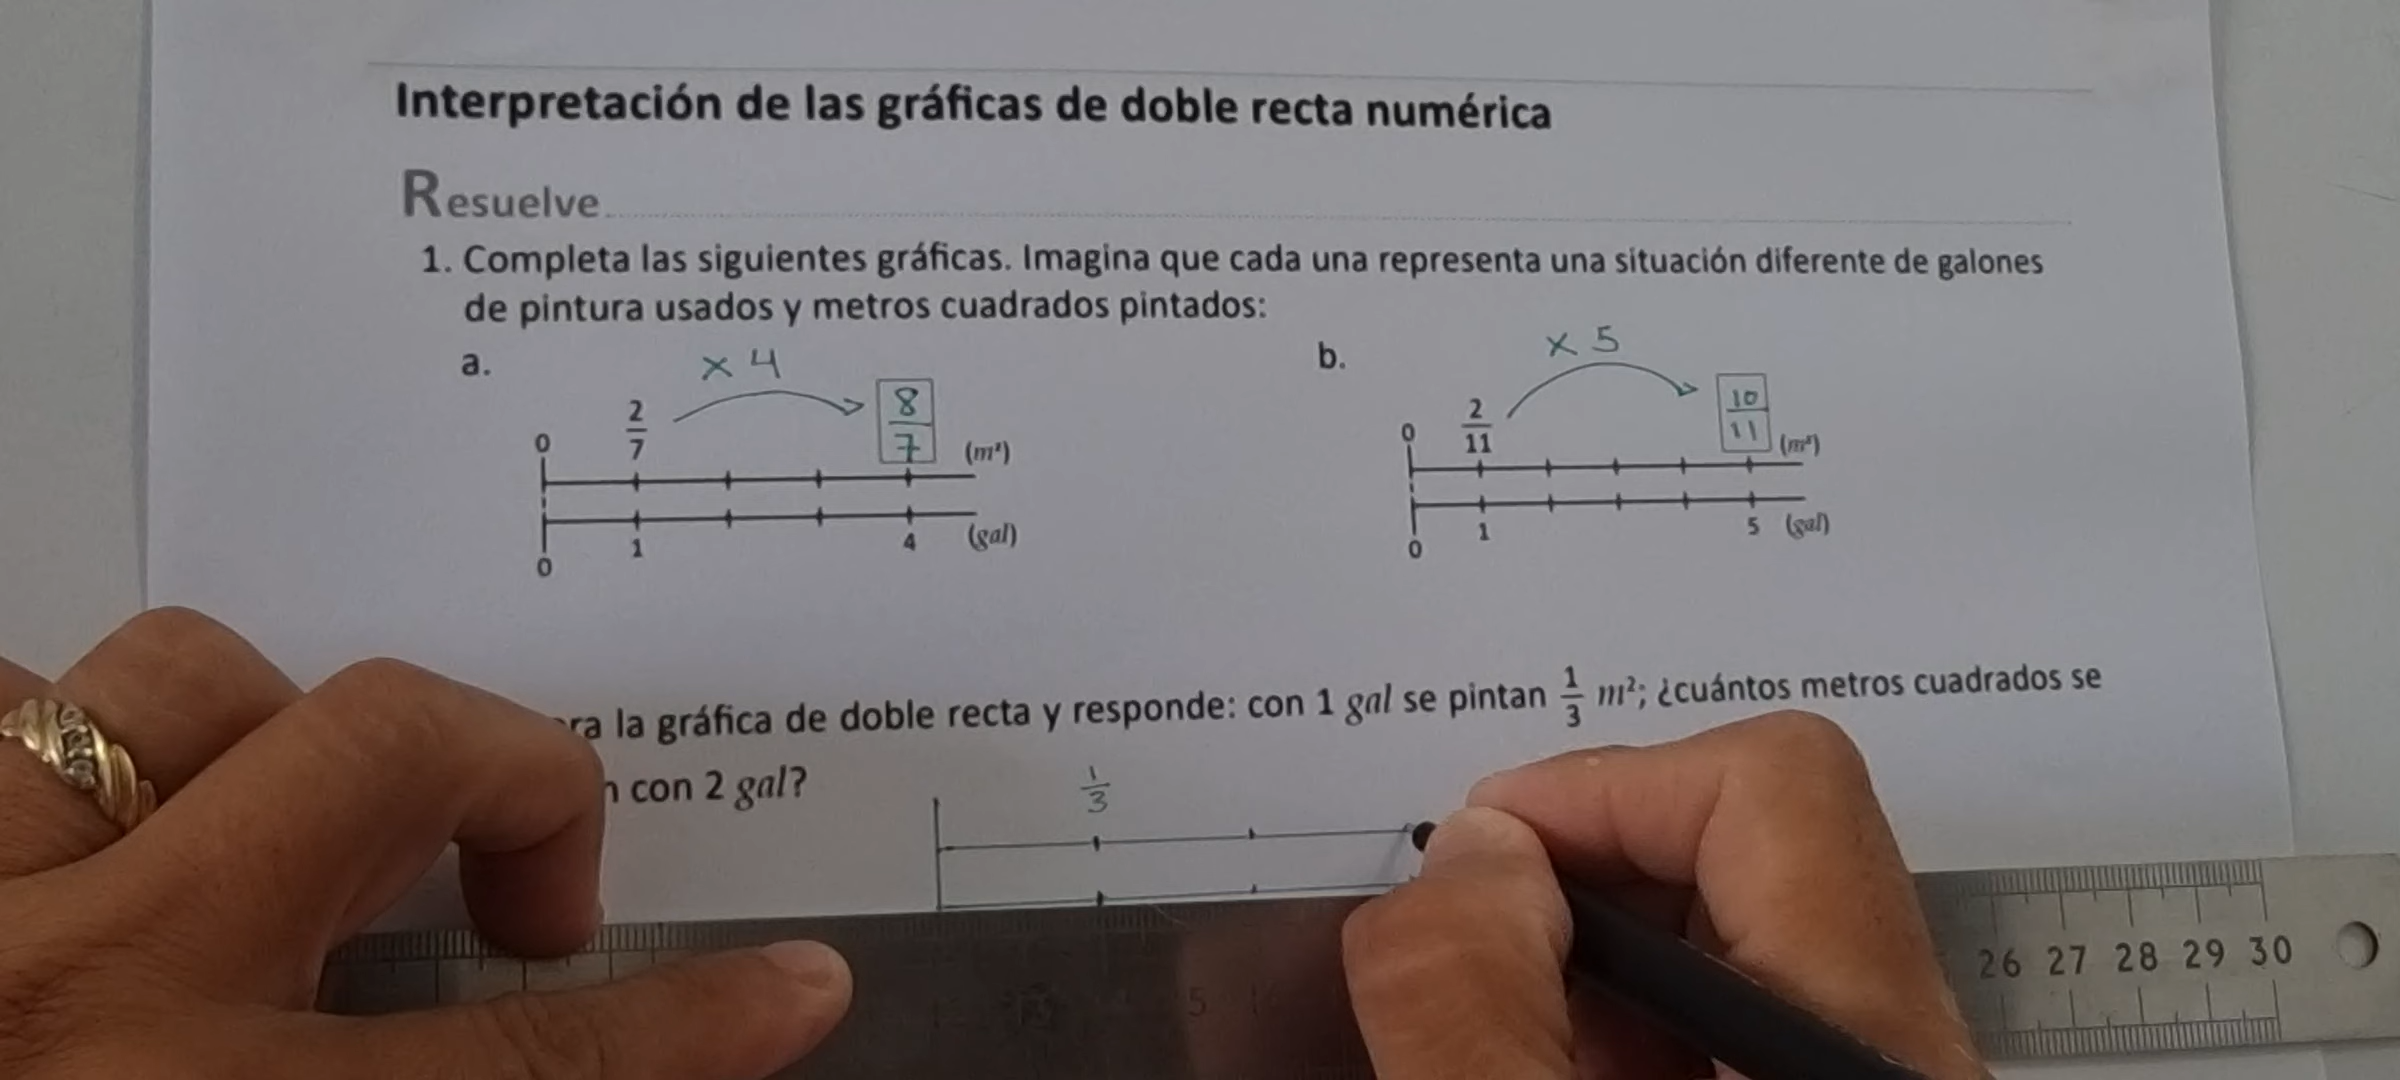 Interpretación de las gráficas de doble recta numérica
Resuelve
1. Completa las siguientes gráficas. Imagina que cada una representa una situación diferente de galones
de pintura usados y metros cuadrados pintados:
a.
× 4
0 2/7 8/7 (m²)
0 1 4 (gal)
b.
× 5
0 2/11 10/11 (m²)
0 1 5 (gal)
la gráfica de doble recta y responde: con 1 gal se pintan 1/3 m²; ¿cuántos metros cuadrados se
con 2 gal?
1/3
5
26 27 28 29 30